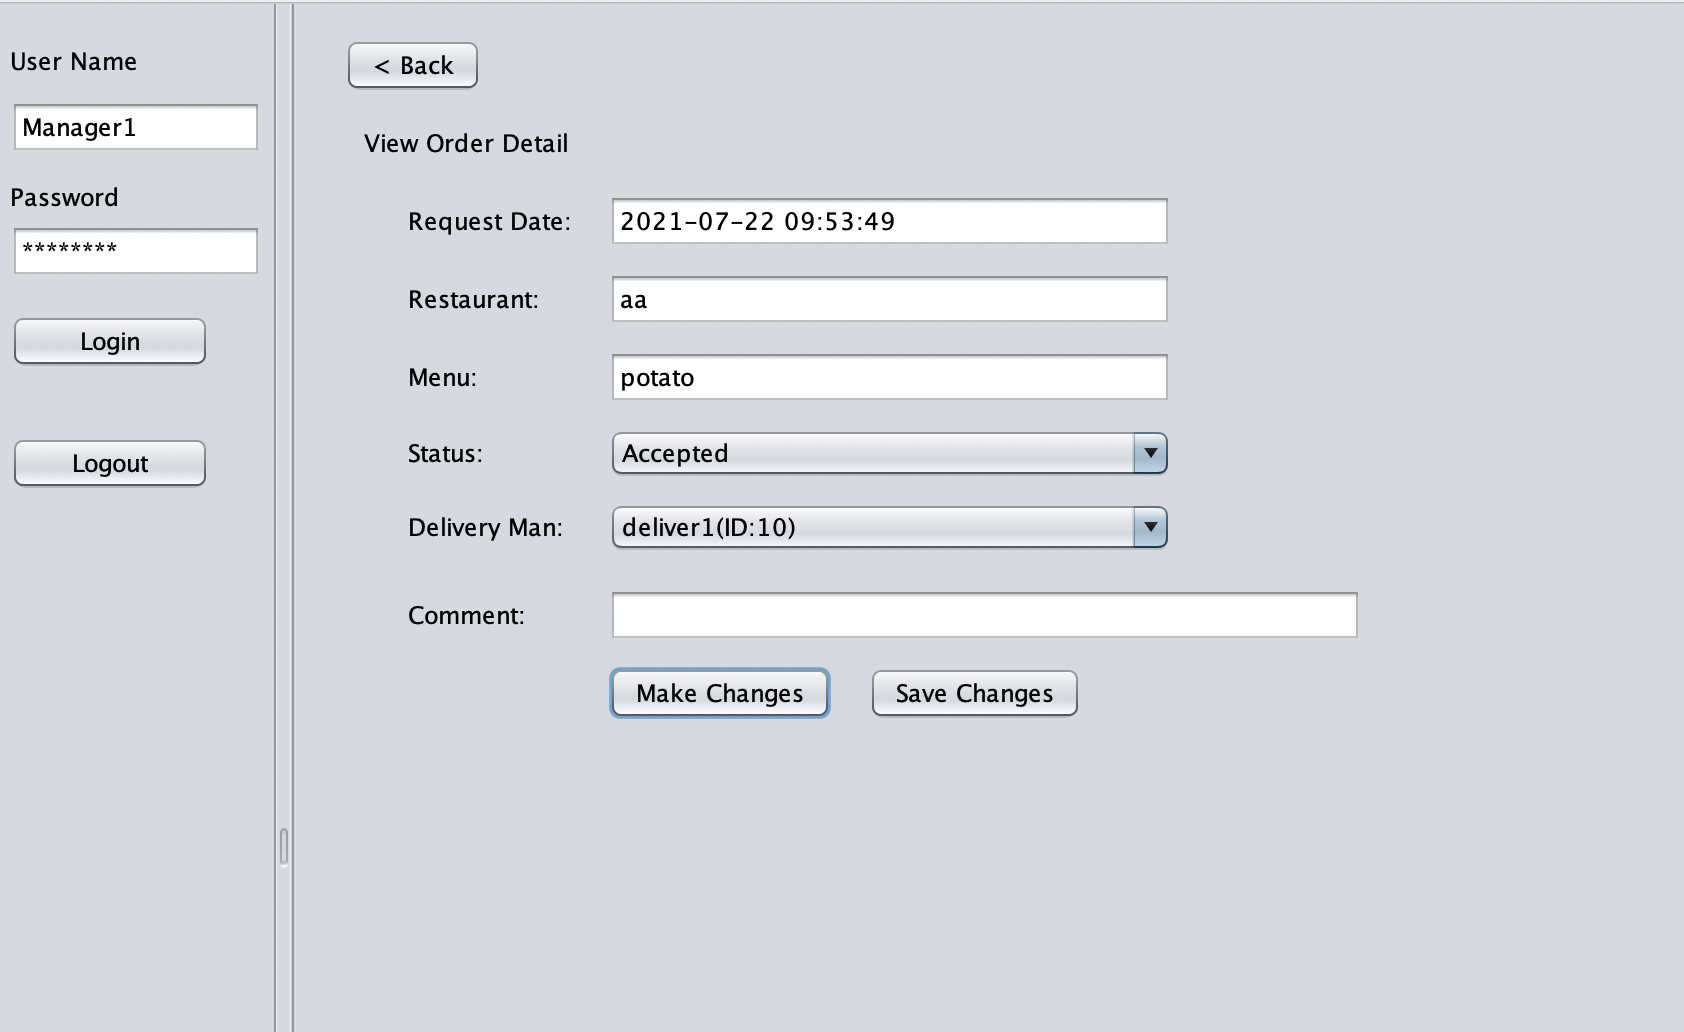 User Name
Manager1
Password
********
Login
Logout
< Back
View Order Detail
Request Date: 2021-07-22 09:53:49
Restaurant: aa
Menu: potato
Status: Accepted
Delivery Man: deliver1(ID:10)
Comment:
Make Changes Save Changes